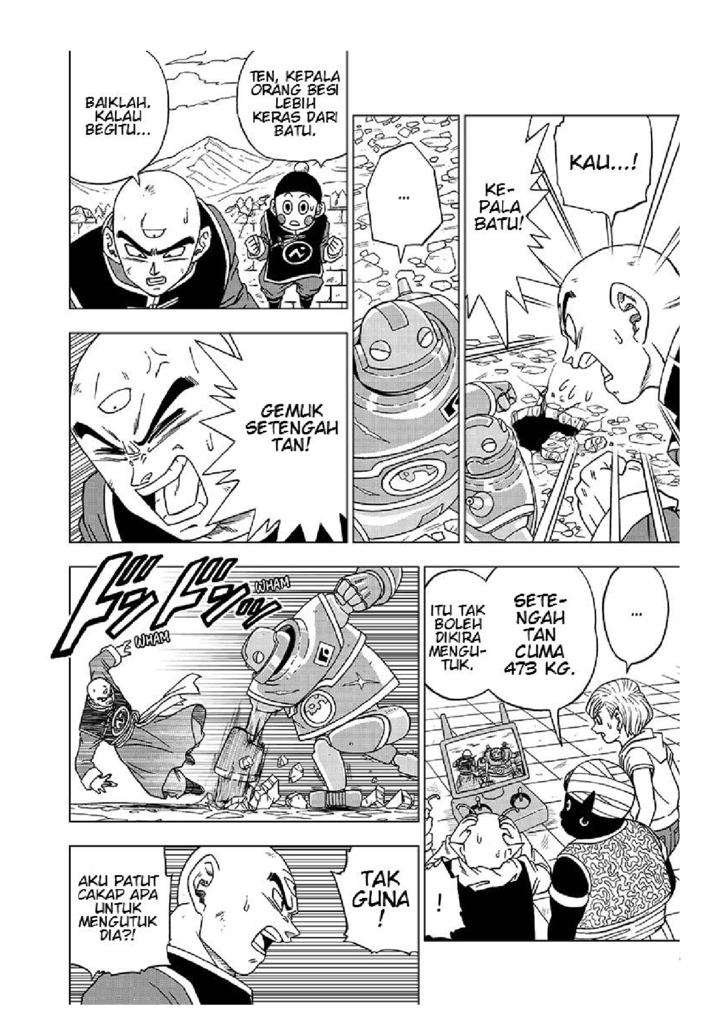 KAU...!
KE-
PALA
BATU!
...
TEN, KEPALA
ORANG BESI
LEBIH
KERAS DARI
BATU.
BAIKLAH.
KALAU
BEGITU...
GEMUK
SETENGAH
TAN!
...
SETE-
NGAH
TAN
CUMA
473 KG.
ITU TAK
BOLEH
DIKIRA
MENGU-
TUK.
!
WHAM
WHAM
TAK
GUNA
!
AKU PATUT
CAKAP APA
UNTUK
MENGUTUK
DIA?!